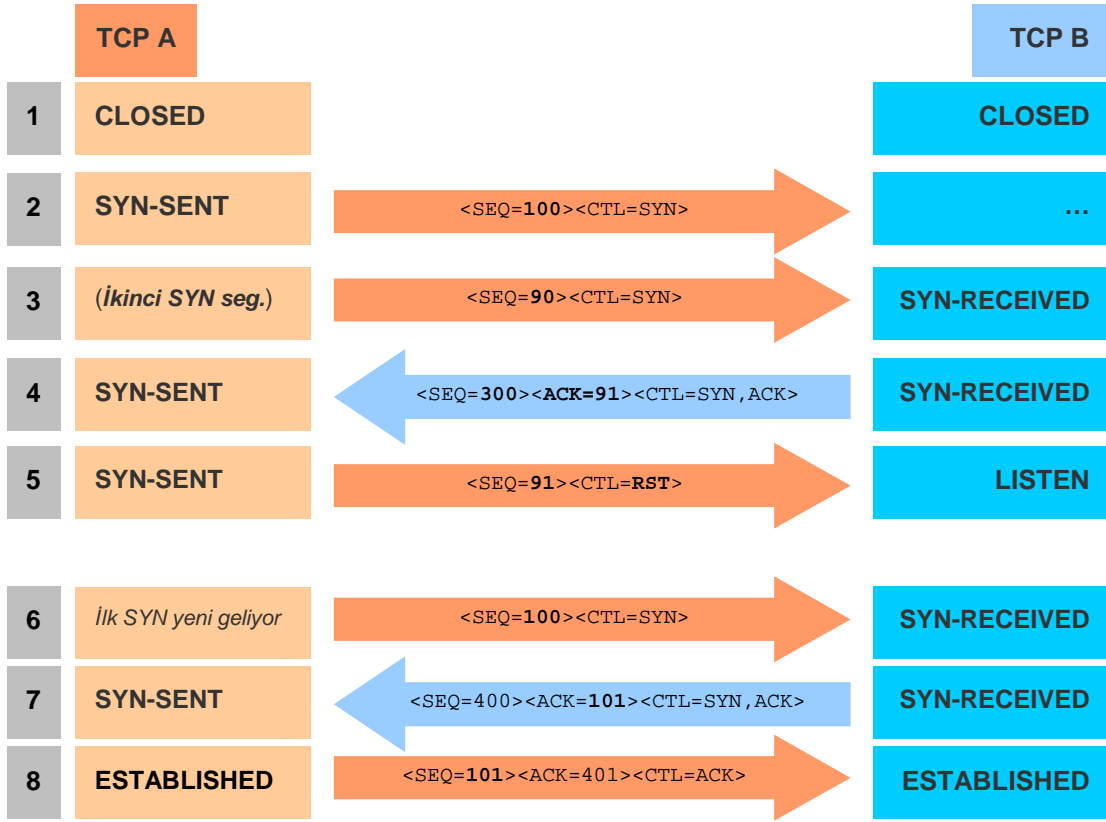 TCP A
TCP B
1
CLOSED
CLOSED
2
SYN-SENT
<SEQ=100><CTL=SYN>
…
3
(İkinci SYN seg.)
<SEQ=90><CTL=SYN>
SYN-RECEIVED
4
SYN-SENT
<SEQ=300><ACK=91><CTL=SYN,ACK>
SYN-RECEIVED
5
SYN-SENT
<SEQ=91><CTL=RST>
LISTEN
6
İlk SYN yeni geliyor
<SEQ=100><CTL=SYN>
SYN-RECEIVED
7
SYN-SENT
<SEQ=400><ACK=101><CTL=SYN,ACK>
SYN-RECEIVED
8
ESTABLISHED
<SEQ=101><ACK=401><CTL=ACK>
ESTABLISHED